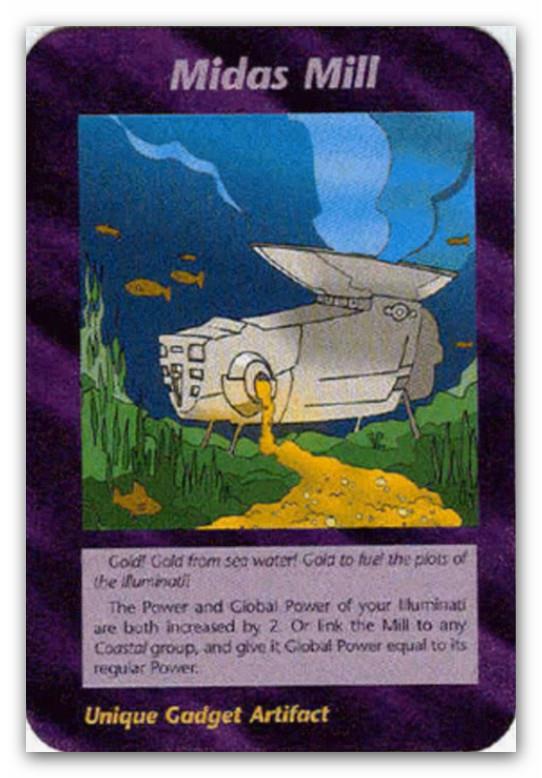 Midas Mill
Gold! Gold from sea water! Gold to fuel the plots of
the Illuminati!
The Power and Global Power of your Illuminati
are both increased by 2. Or link the Mill to any
Coastal group, and give it Global Power equal to its
regular Power.
Unique Gadget Artifact